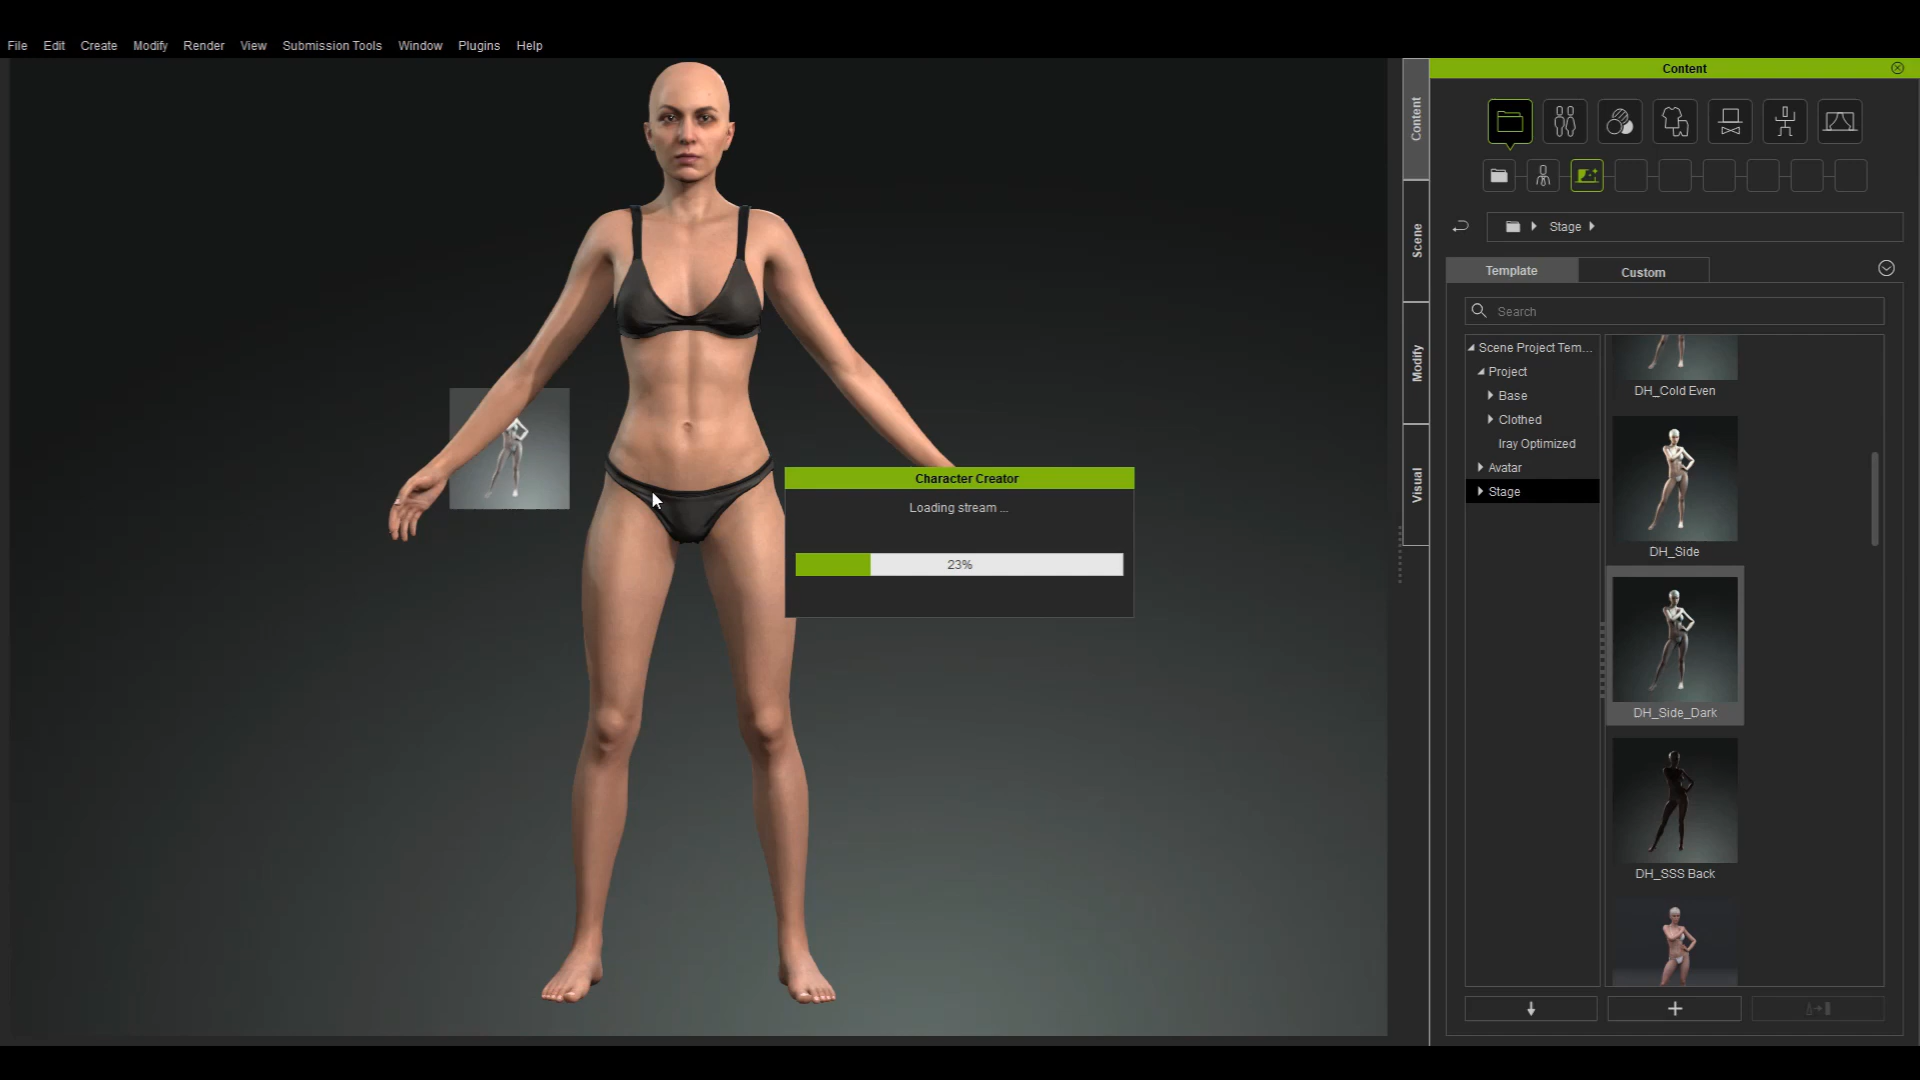 File Edit Create Modify Render View Submission Tools Window Plugins Help
Content
Content
Scene
Modify
Visual
Stage
Template Custom
Search
Scene Project Tem...
Project
Base
Clothed
Iray Optimized
Avatar
Stage
DH_Cold Even
DH_Side
DH_Side_Dark
DH_SSS Back
Character Creator
Loading stream ...
23%